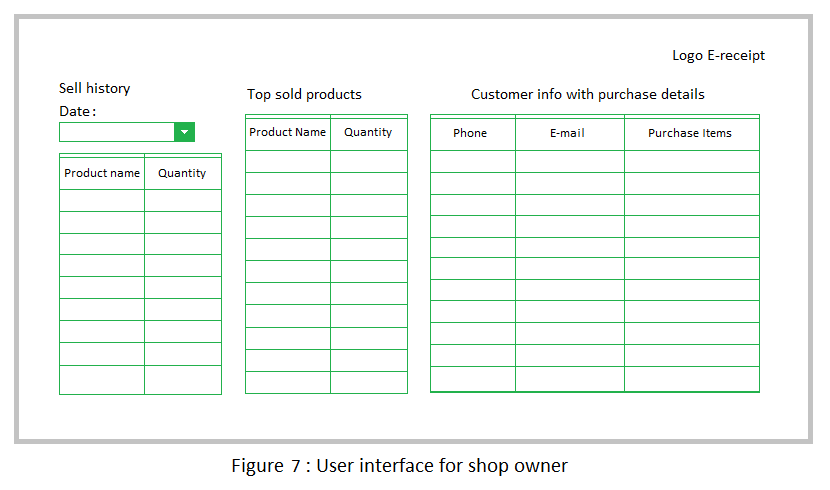 Logo E-receipt
Sell history
Date :
Product name Quantity
Top sold products
Product Name Quantity
Customer info with purchase details
Phone E-mail Purchase Items
Figure 7 : User interface for shop owner